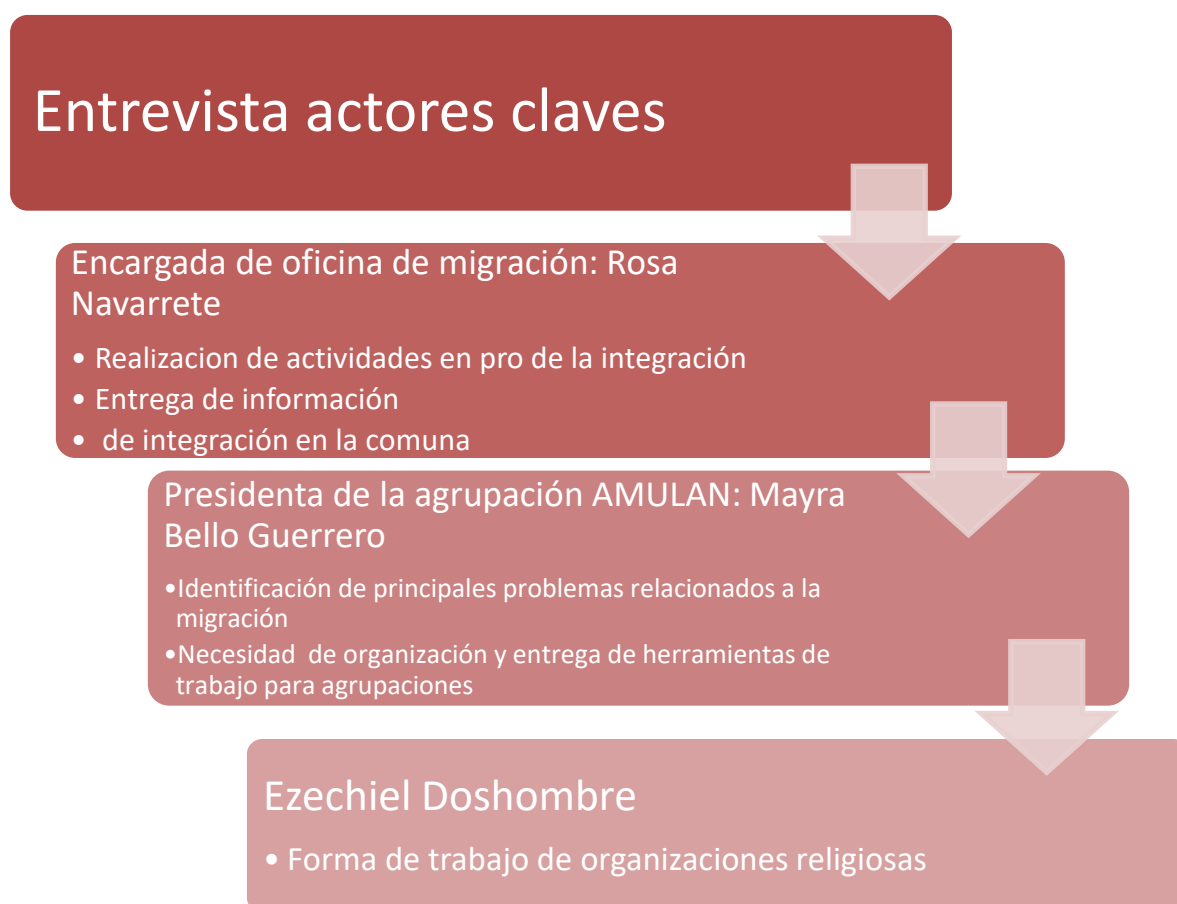 Entrevista actores claves
Encargada de oficina de migración: Rosa
Navarrete
• Realizacion de actividades en pro de la integración
• Entrega de información
• de integración en la comuna
Presidenta de la agrupación AMULAN: Mayra
Bello Guerrero
•Identificación de principales problemas relacionados a la
migración
•Necesidad de organización y entrega de herramientas de
trabajo para agrupaciones
Ezechiel Doshombre
• Forma de trabajo de organizaciones religiosas